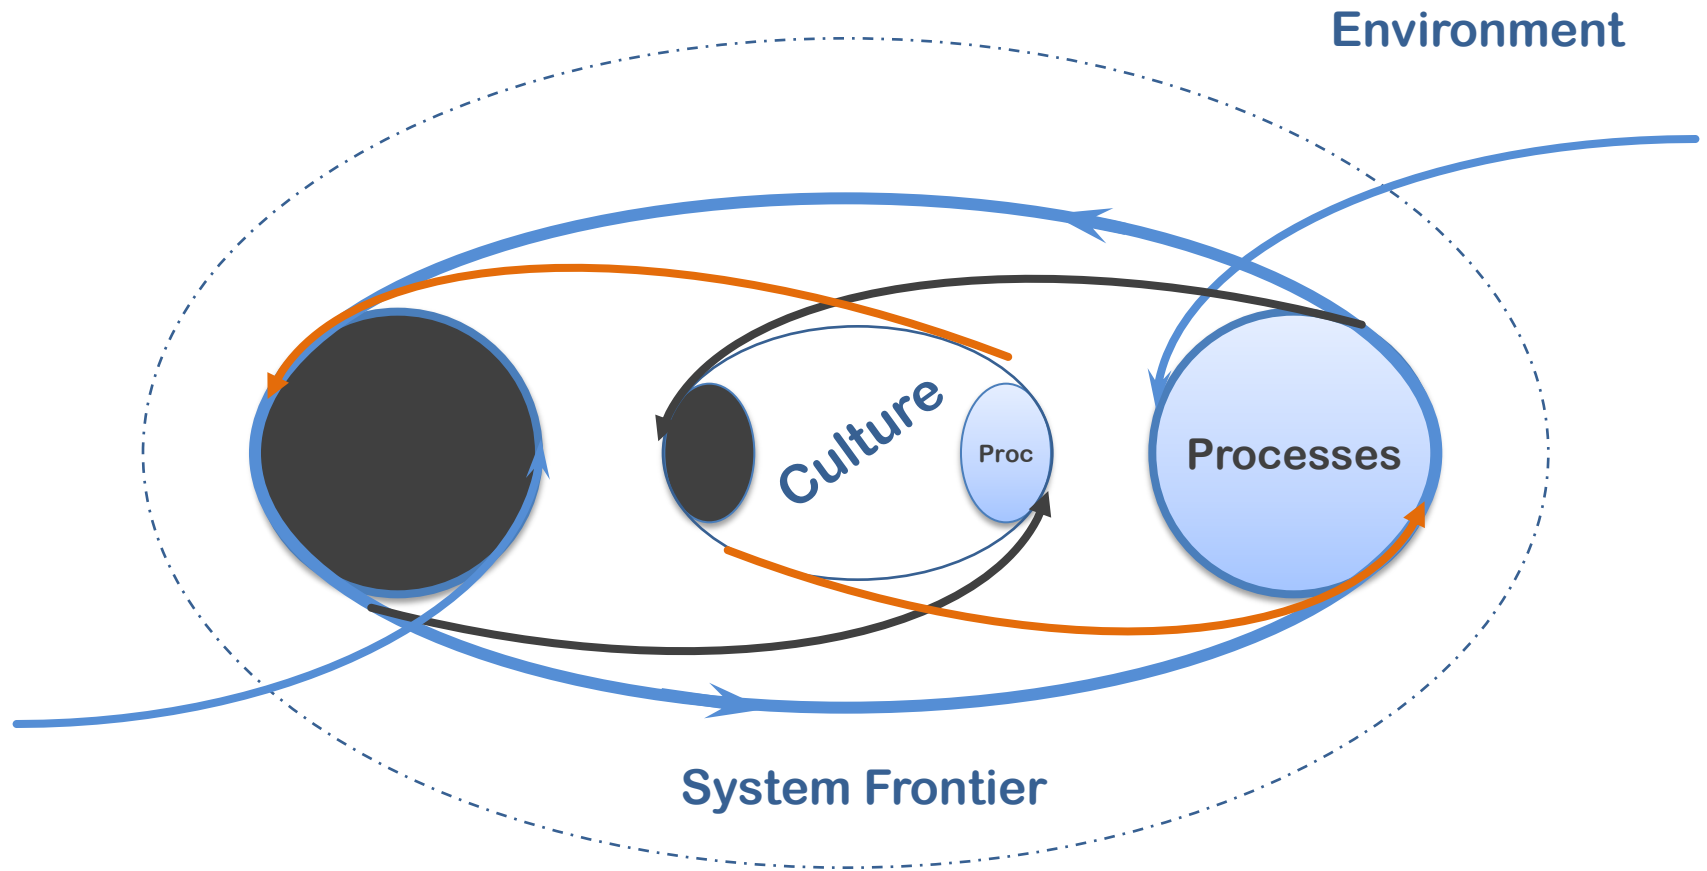 Environment
Culture
Proc
Processes
System Frontier